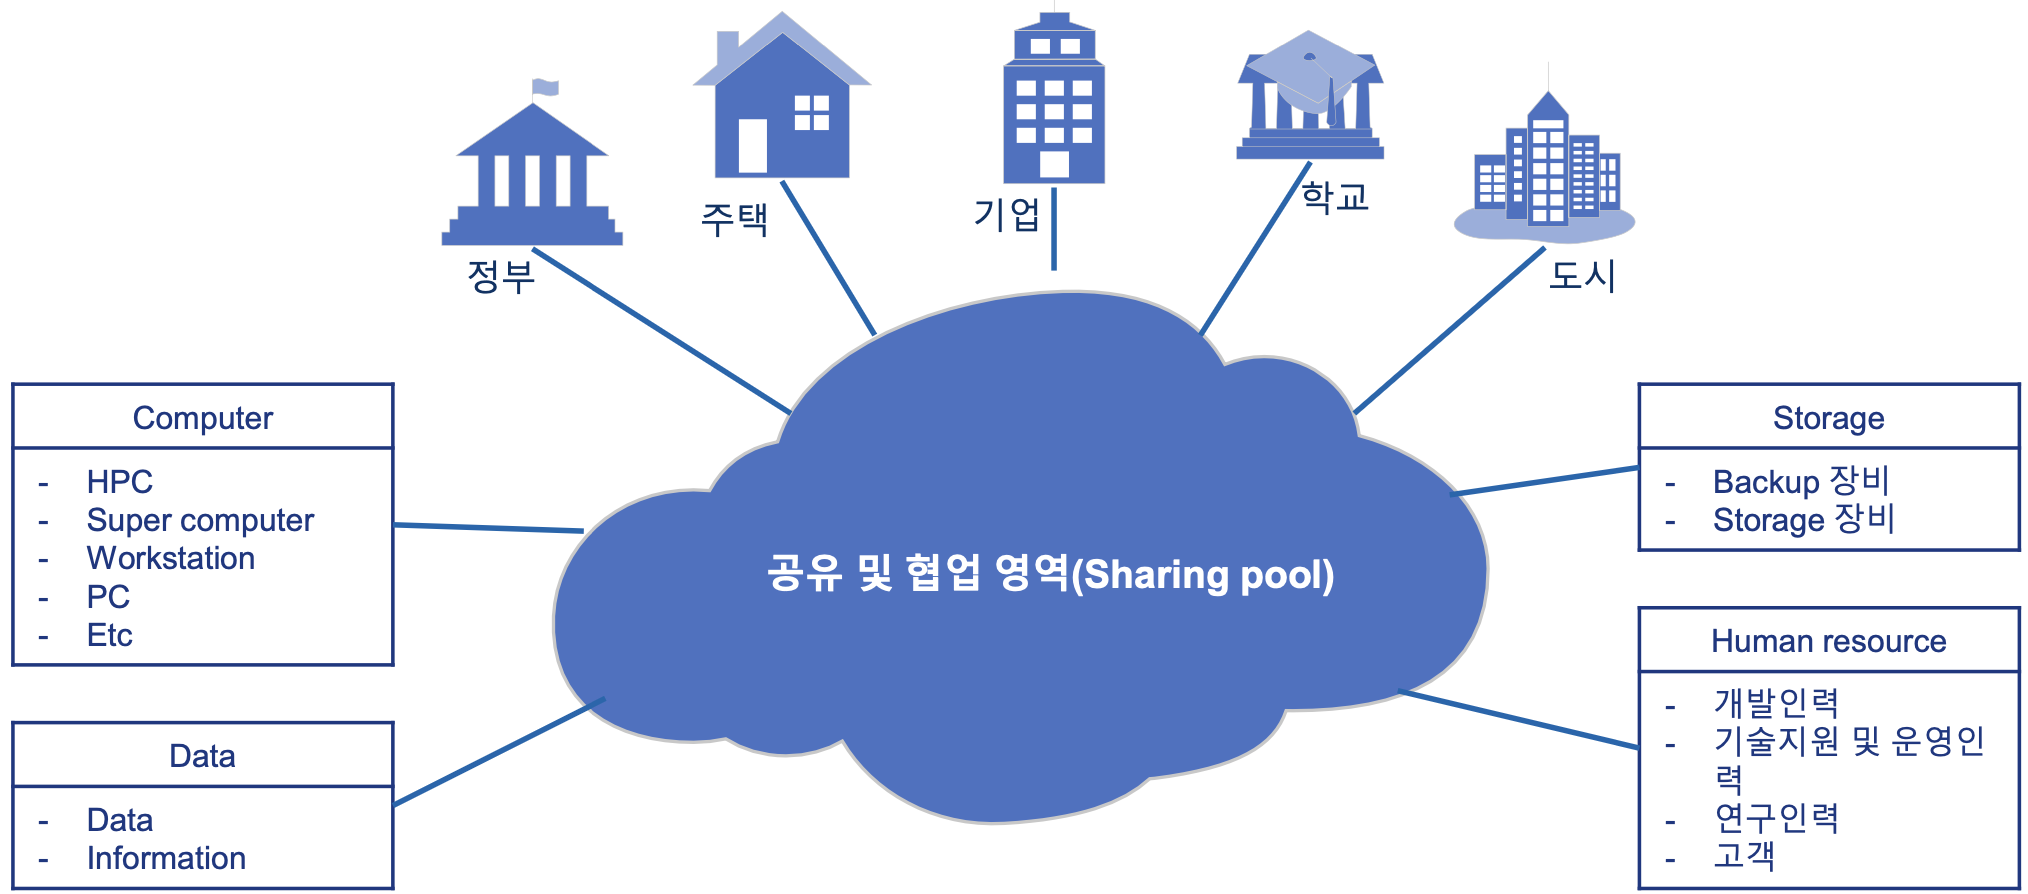 정부
주택
기업
학교
도시
Computer
- HPC
- Super computer
- Workstation
- PC
- Etc
Data
- Data
- Information
공유 및 협업 영역(Sharing pool)
Storage
- Backup 장비
- Storage 장비
Human resource
- 개발인력
- 기술지원 및 운영인
력
- 연구인력
- 고객